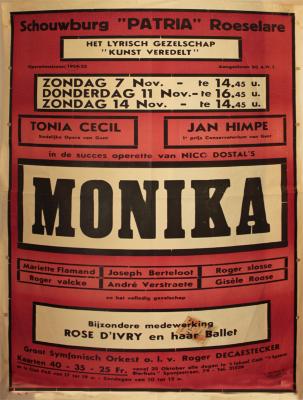 Schouwburg "PATRIA" Roeselare
HET LYRISCH GEZELSCHAP
"KUNST VEREDELT"
Operetteseizoen 1954-55
Aangesloten bij A.V.L.
ZONDAG 7 Nov. - te 14.45 u.
DONDERDAG 11 Nov. - te 16.45 u.
ZONDAG 14 Nov. - te 14.45 u.
TONIA CECIL
Koninklijke Opera van Gent
JAN HIMPE
1e prijs Conservatorium van Gent
in de succes operette van NICO DOSTAL'S
MONIKA
Mariette Flamand
Joseph Berteloot
Roger slosse
Roger valcke
André Verstraete
Gisèle Roose
en het volledig gezelschap
Bijzondere medewerking
ROSE D'IVRY en haar Ballet
Groot Symfonisch Orkest o. l. v. Roger DECAESTECKER
Kaarten 40 - 35 - 25 Fr.